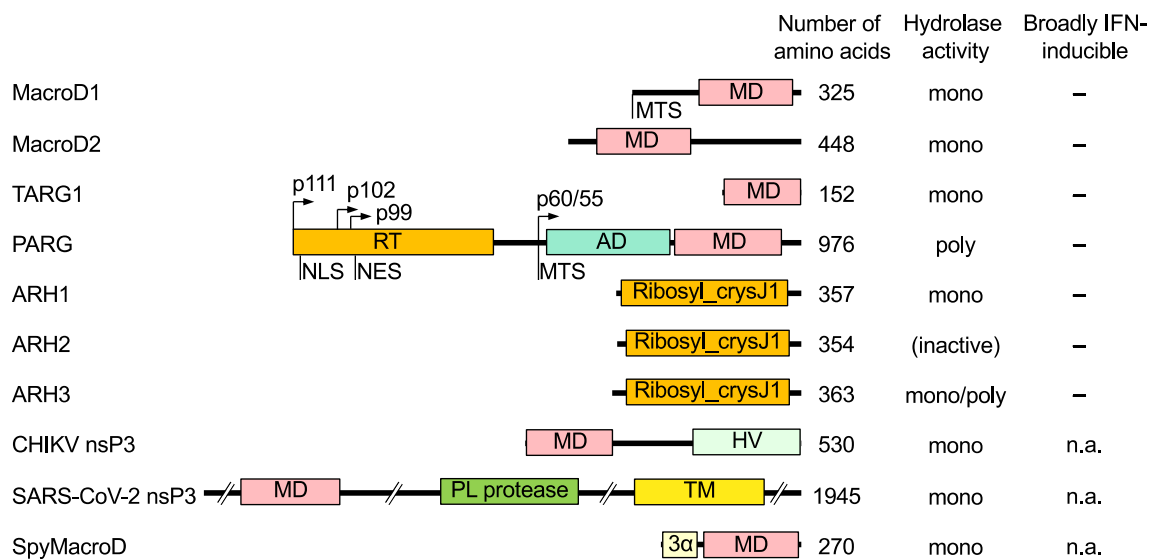 Number of Hydrolase Broadly IFN-
amino acids activity inducible
MacroD1 MD 325 mono –
MTS
MacroD2 MD 448 mono –
TARG1 MD 152 mono –
p111 p102 p99 p60/55
PARG RT AD MD 976 poly –
NLS NES MTS
ARH1 Ribosyl_crysJ1 357 mono –
ARH2 Ribosyl_crysJ1 354 (inactive) –
ARH3 Ribosyl_crysJ1 363 mono/poly –
CHIKV nsP3 MD HV 530 mono n.a.
SARS-CoV-2 nsP3 MD PL protease TM 1945 mono n.a.
SpyMacroD 3α MD 270 mono n.a.